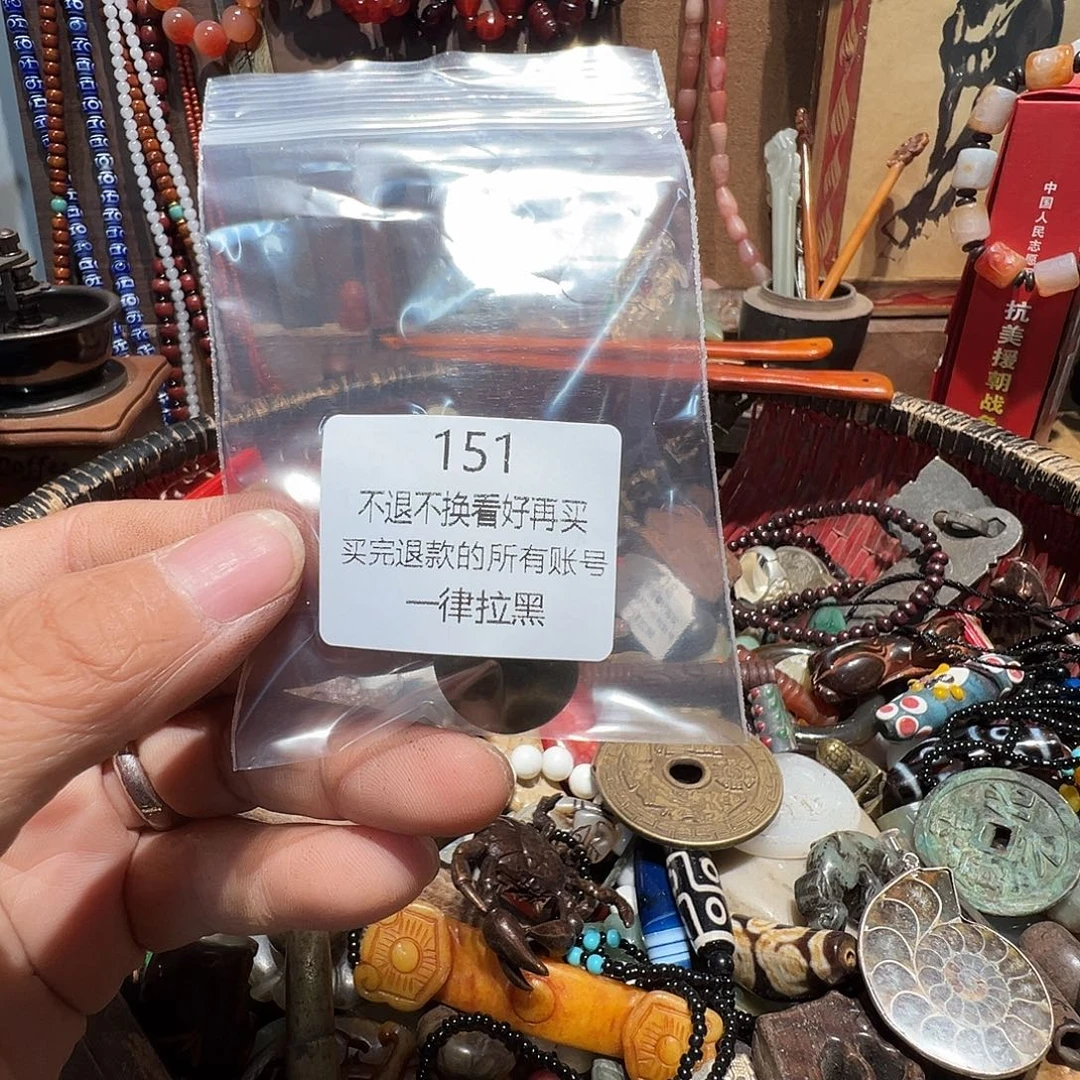 151
不退不换看好再买
买完退款的所有账号
一律拉黑
中国人民志愿
抗美援朝战